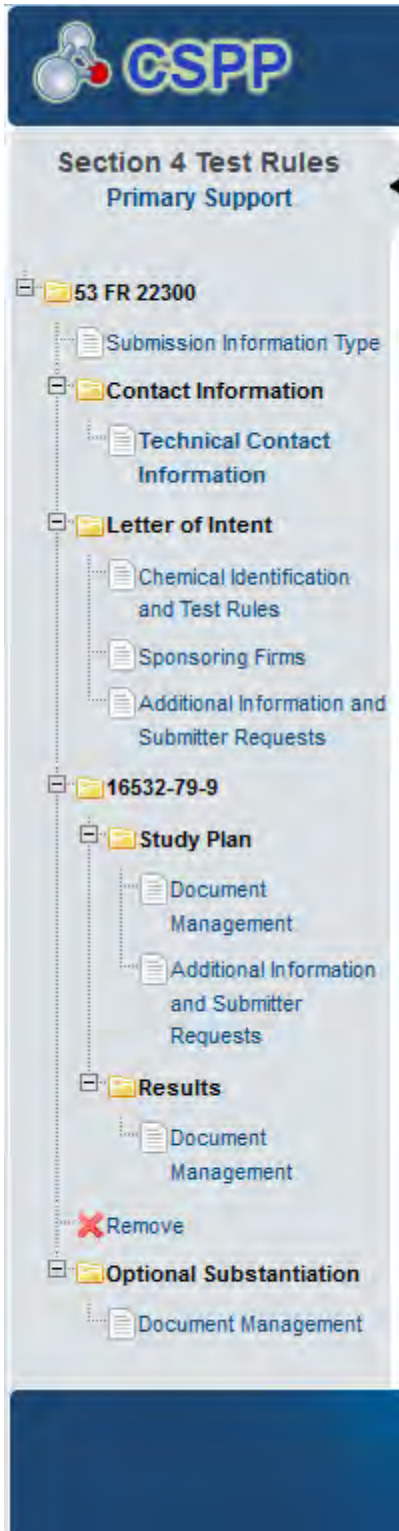 CSPP
Section 4 Test Rules
Primary Support
53 FR 22300
Submission Information Type
Contact Information
Technical Contact
Information
Letter of Intent
Chemical Identification
and Test Rules
Sponsoring Firms
Additional Information and
Submitter Requests
16532-79-9
Study Plan
Document
Management
Additional Information
and Submitter
Requests
Results
Document
Management
Remove
Optional Substantiation
Document Management